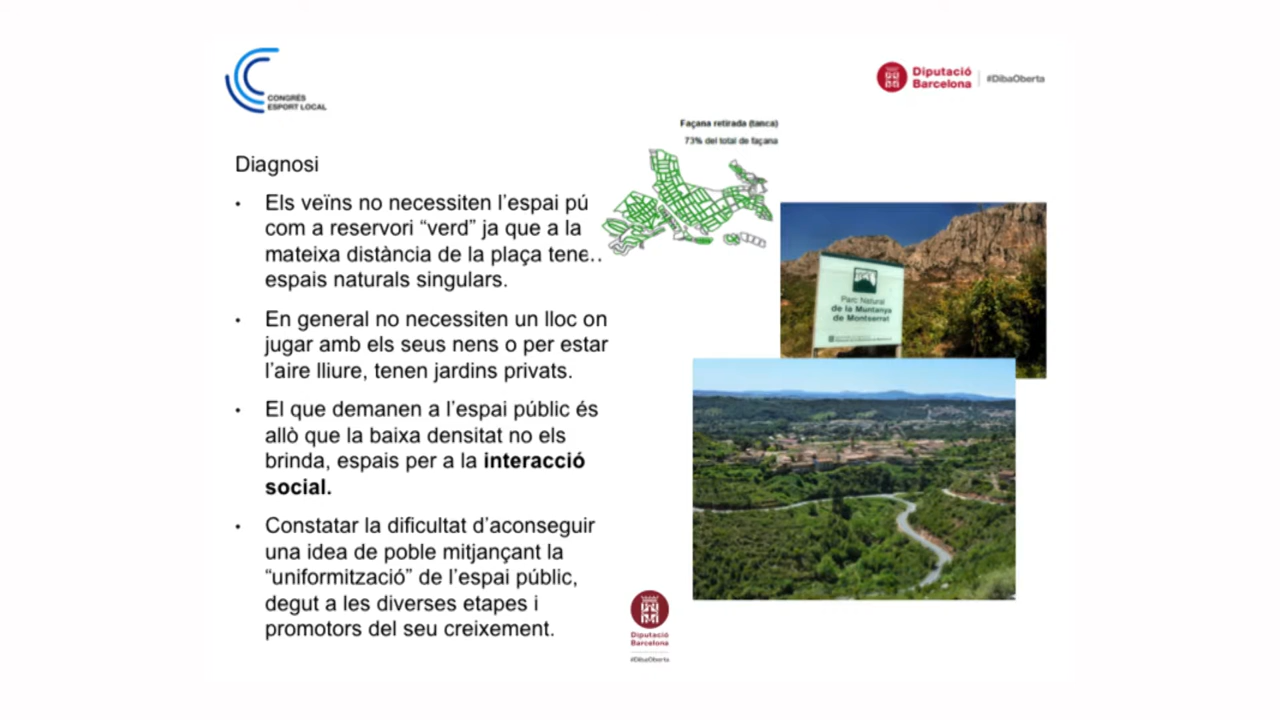 CONGRÉS
ESPORT LOCAL
Diputació
Barcelona
#DibaOberta
Façana retirada (tanca)
73% del total de façana
Diagnosi
• Els veïns no necessiten l’espai pú
com a reservori “verd” ja que a la
mateixa distància de la plaça tene..
espais naturals singulars.
• En general no necessiten un lloc on
jugar amb els seus nens o per estar
l’aire lliure, tenen jardins privats.
• El que demanen a l’espai públic és
allò que la baixa densitat no els
brinda, espais per a la interacció
social.
• Constatar la dificultat d’aconseguir
una idea de poble mitjançant la
“uniformització” de l’espai públic,
degut a les diverses etapes i
promotors del seu creixement.
Parc Natural
de la Muntanya
de Montserrat
Diputació
Barcelona
#DibaOberta